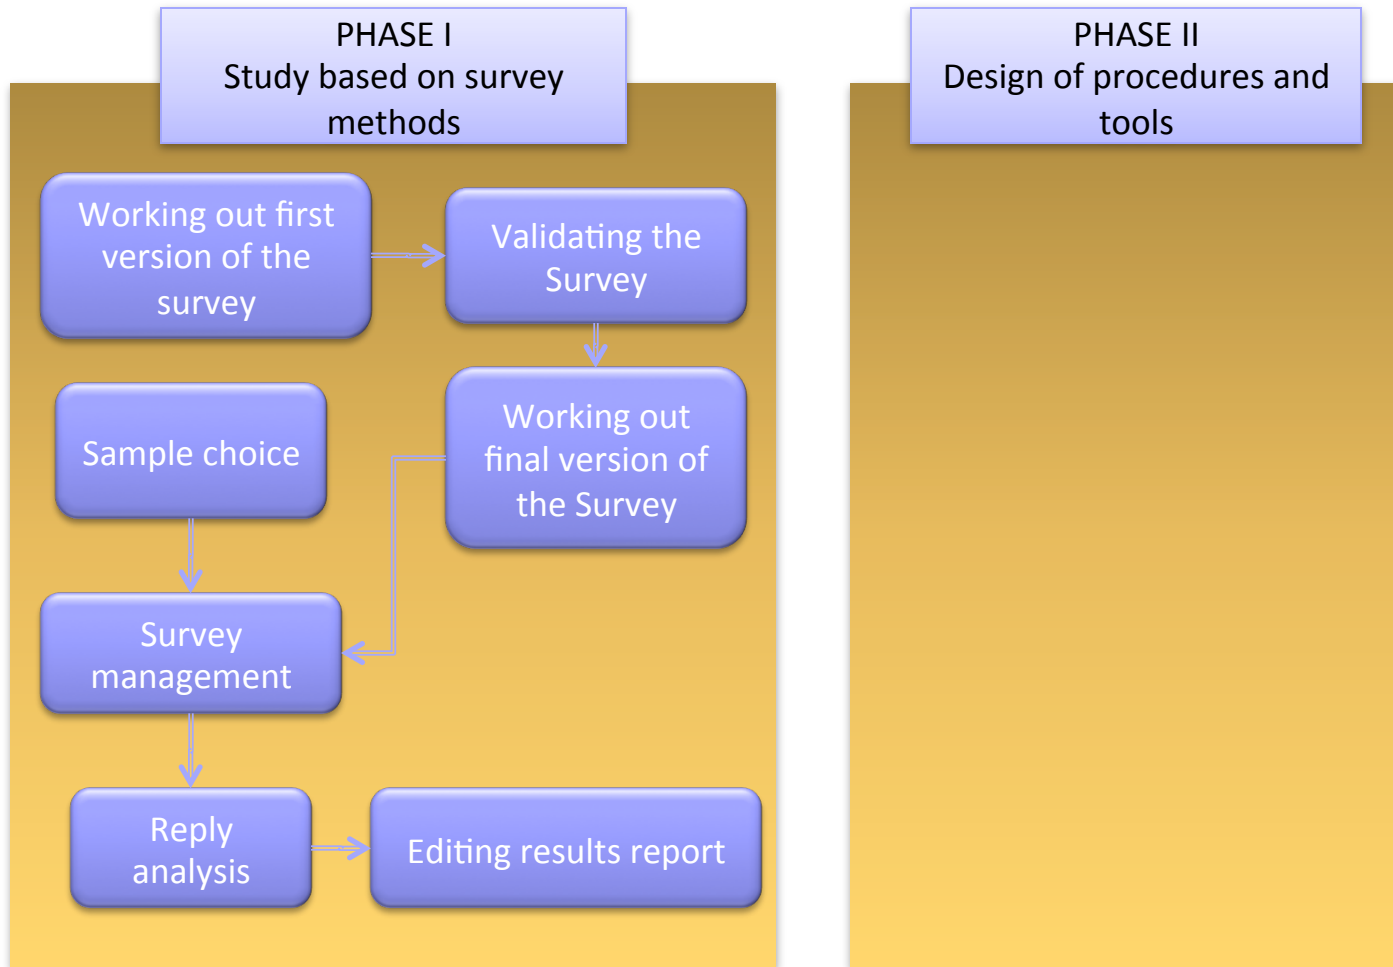 PHASE I
Study based on survey
methods
PHASE II
Design of procedures and
tools
Working out first
version of the
survey
Validating the
Survey
Sample choice
Working out
final version of
the Survey
Survey
management
Reply
analysis
Editing results report